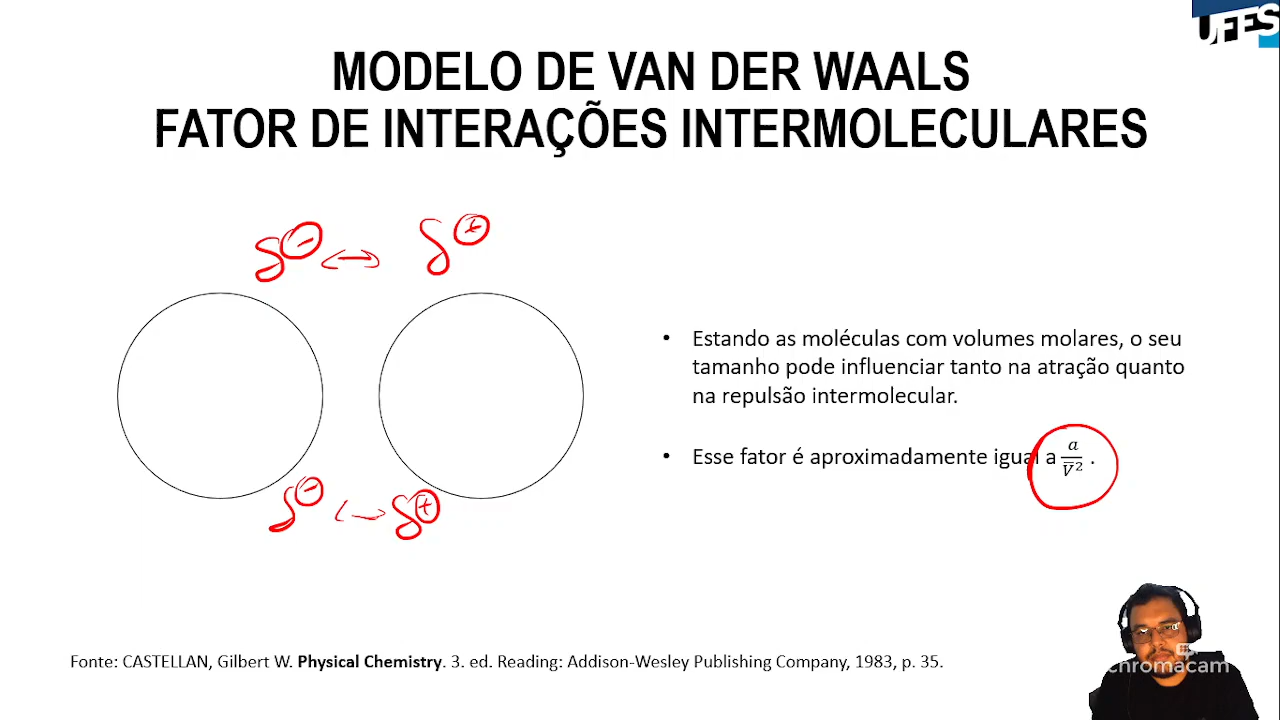 UFES
MODELO DE VAN DER WAALS
FATOR DE INTERAÇÕES INTERMOLECULARES
δ⊖ ↔ δ⊕
• Estando as moléculas com volumes molares, o seu
tamanho pode influenciar tanto na atração quanto
na repulsão intermolecular.
• Esse fator é aproximadamente igual a a/V̅² .
δ⊖ ↔ δ⊕
Fonte: CASTELLAN, Gilbert W. Physical Chemistry. 3. ed. Reading: Addison-Wesley Publishing Company, 1983, p. 35.
chromacam